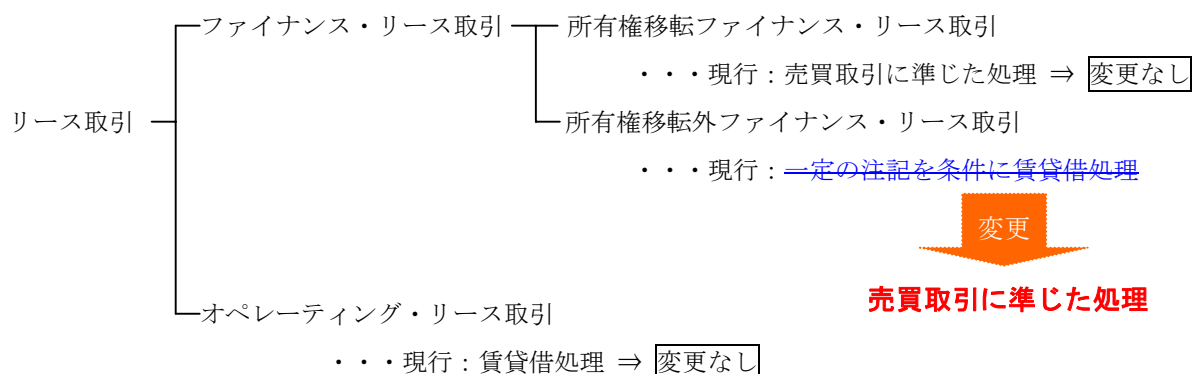 ファイナンス・リース取引 所有権移転ファイナンス・リース取引
・・・現行：売買取引に準じた処理 ⇒ 変更なし
リース取引 所有権移転外ファイナンス・リース取引
・・・現行：一定の注記を条件に賃貸借処理
変更
売買取引に準じた処理
オペレーティング・リース取引
・・・現行：賃貸借処理 ⇒ 変更なし